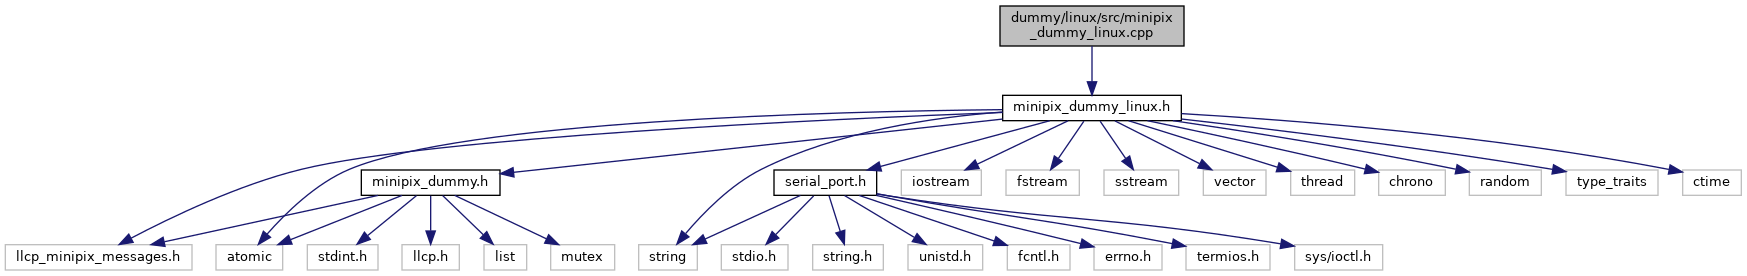 dummy/linux/src/minipix
_dummy_linux.cpp
minipix_dummy_linux.h
minipix_dummy.h
serial_port.h
iostream
fstream
sstream
vector
thread
chrono
random
type_traits
ctime
llcp_minipix_messages.h
atomic
stdint.h
llcp.h
list
mutex
string
stdio.h
string.h
unistd.h
fcntl.h
errno.h
termios.h
sys/ioctl.h